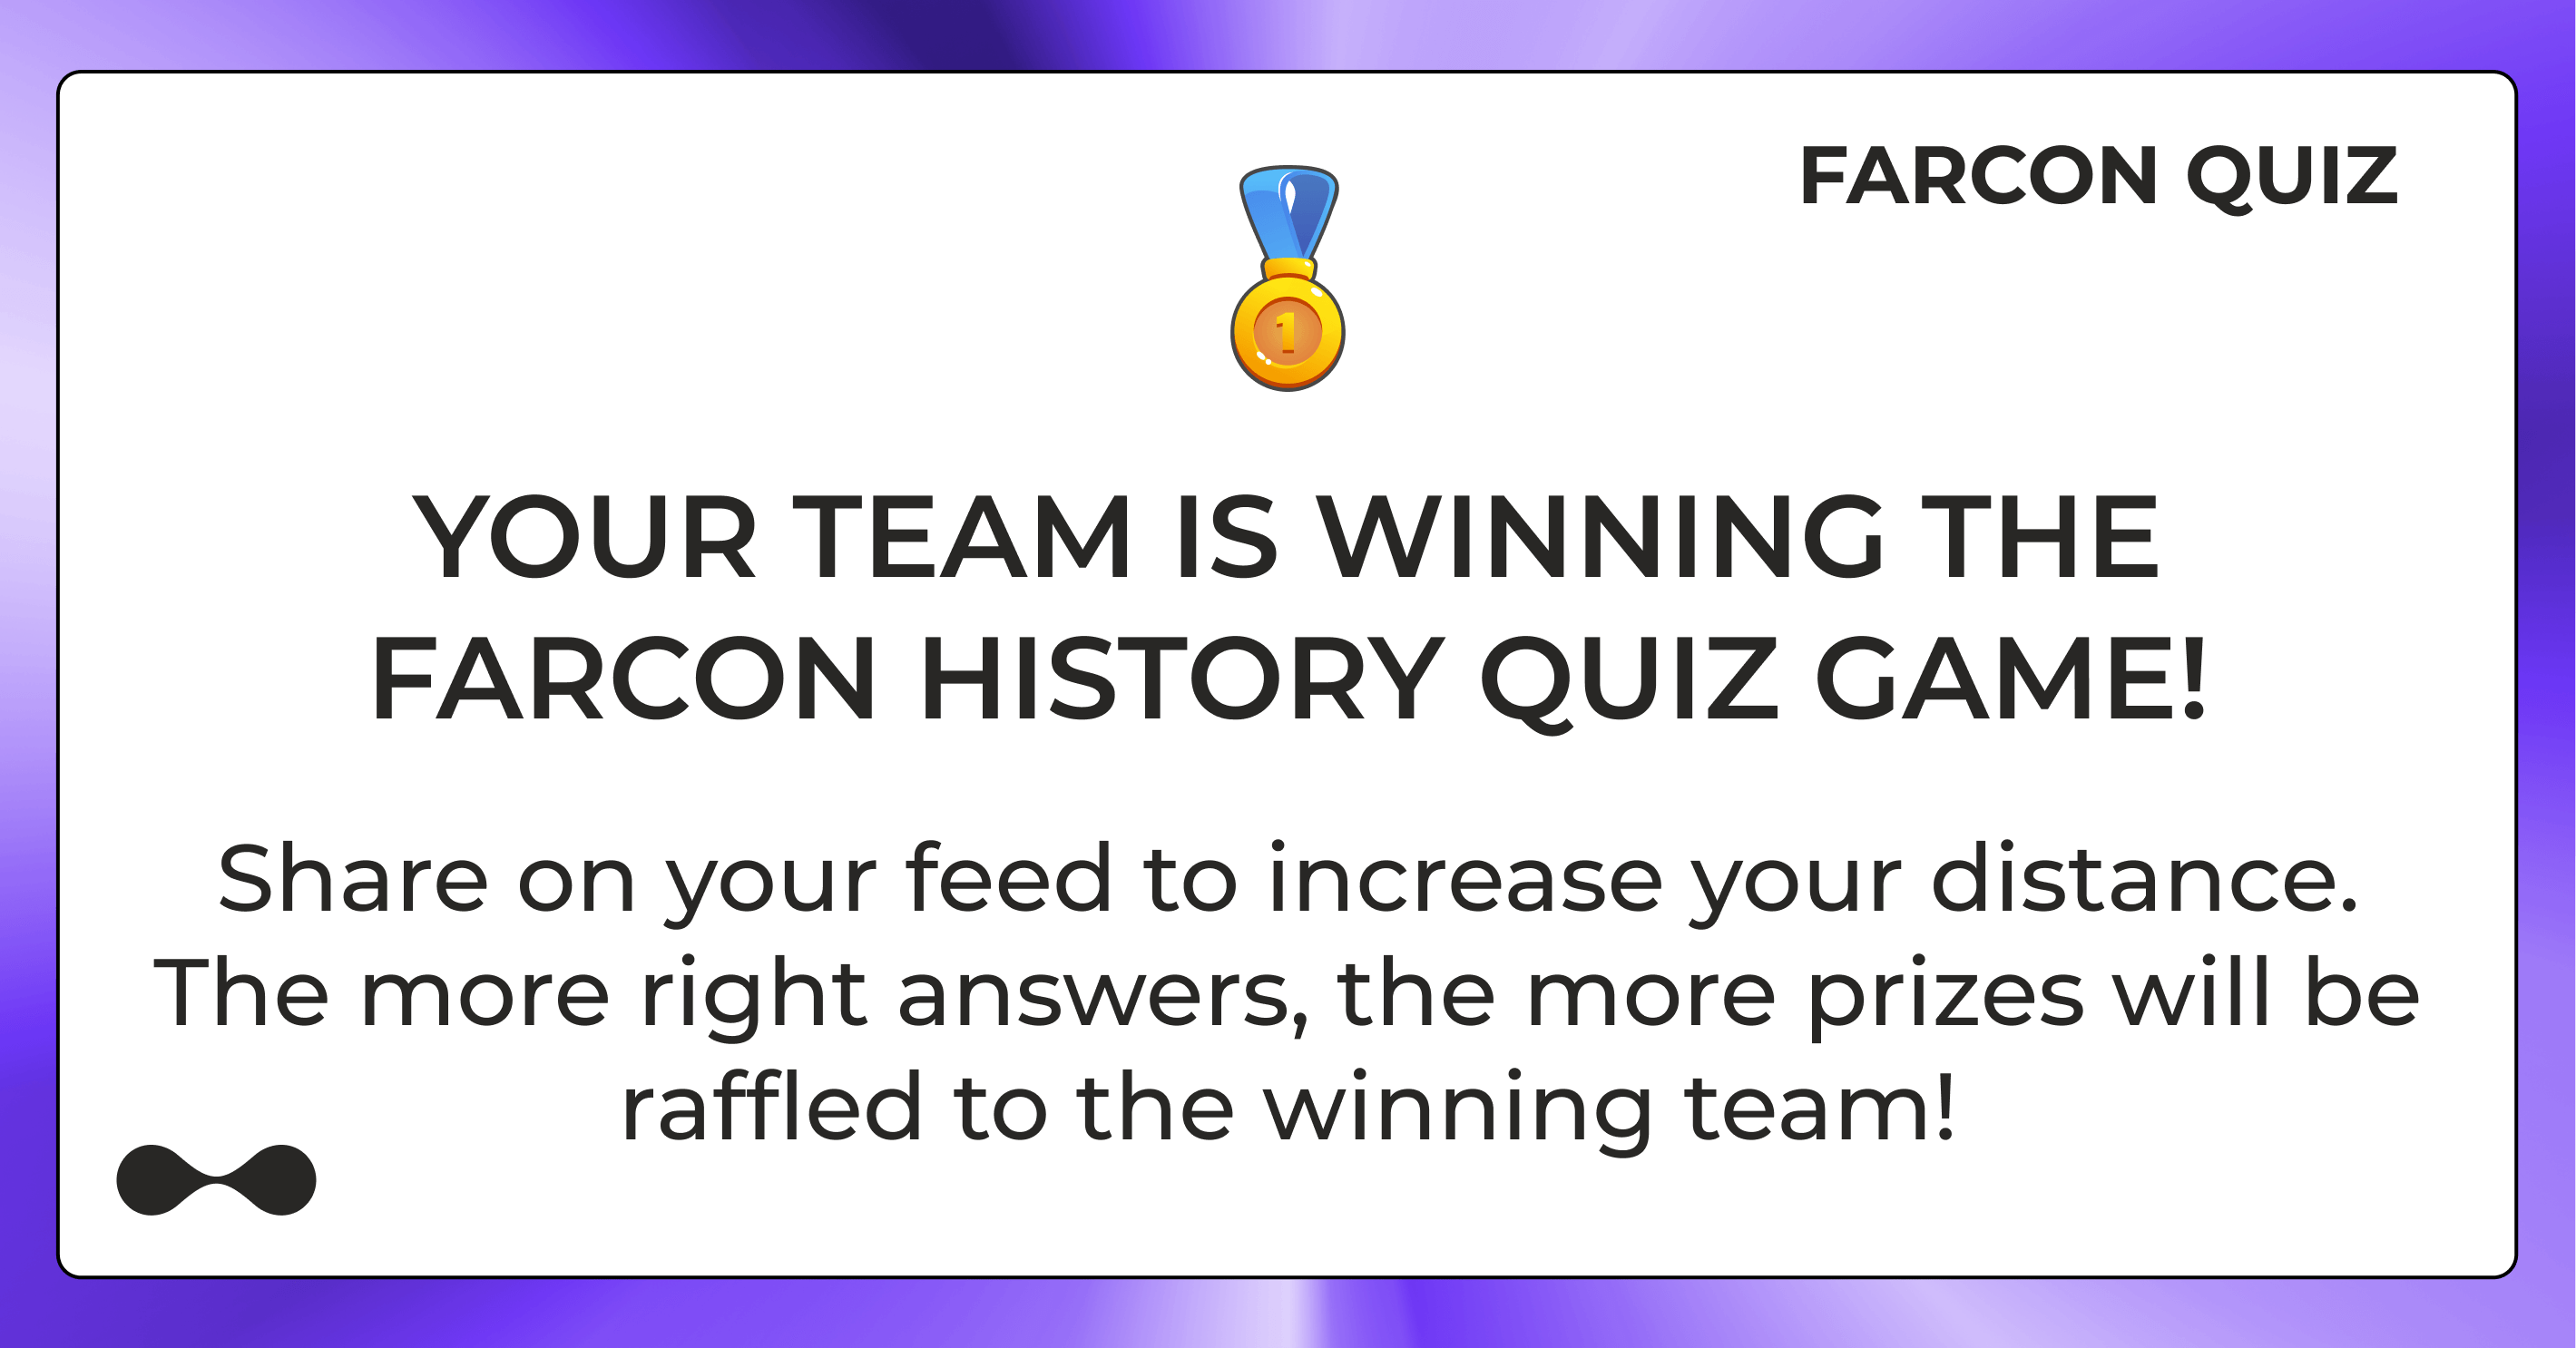 FARCON QUIZ
1
YOUR TEAM IS WINNING THE
FARCON HISTORY QUIZ GAME!
Share on your feed to increase your distance.
The more right answers, the more prizes will be
raffled to the winning team!